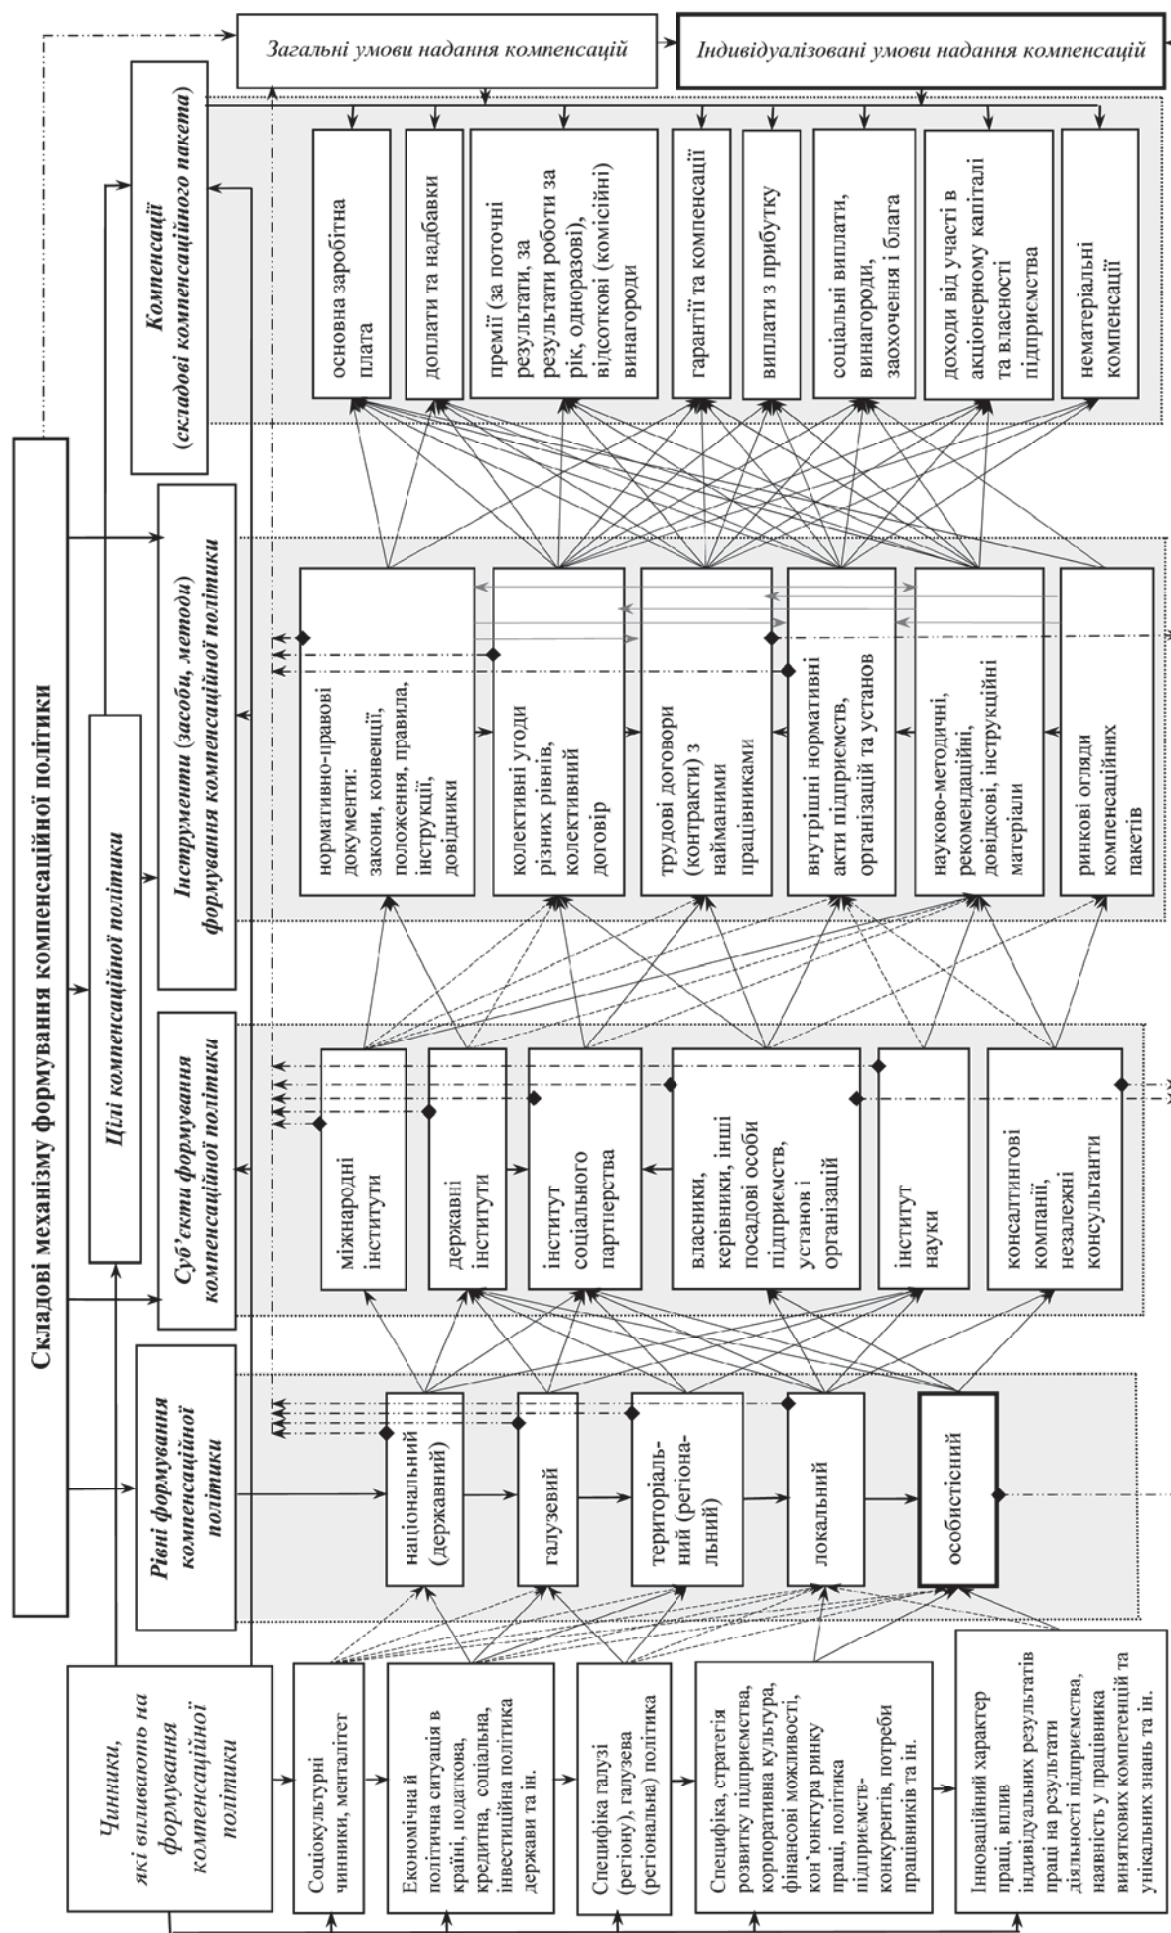 Складові механізму формування компенсаційної політики
Цілі компенсаційної політики
Чинники,
які впливають на
формування
компенсаційної
політики
Рівні формування
компенсаційної
політики
Суб’єкти формування
компенсаційної політики
Інструменти (засоби, методи)
формування компенсаційної політики
Компенсації
(складові компенсаційного пакета)
Загальні умови надання компенсацій
Індивідуалізовані умови надання компенсацій
Соціокультурні
чинники, менталітет
Економічна й
політична ситуація в
країні, податкова,
кредитна, соціальна,
інвестиційна політика
держави та ін.
Специфіка галузі
(регіону), галузева
(регіональна) політика
Специфіка, стратегія
розвитку підприємства,
корпоративна культура,
фінансові можливості,
кон’юнктура ринку
праці, політика
підприємств-
конкурентів, потреби
працівників та ін.
Інноваційний характер
праці, вплив
індивідуальних результатів
праці на результати
діяльності підприємства,
наявність у працівника
виняткових компетенцій та
унікальних знань та ін.
національний
(державний)
галузевий
територіаль-
ний (регіона-
льний)
локальний
особистісний
міжнародні
інститути
державні
інститути
інститут
соціального
партнерства
власники,
керівники, інші
посадові особи
підприємств,
установ і
організацій
інститут
науки
консалтингові
компанії,
незалежні
консультанти
нормативно-правові
документи:
закони, конвенції,
положення, правила,
інструкції,
довідники
колективні угоди
різних рівнів,
колективний
договір
трудові договори
(контракти) з
найманими
працівниками
внутрішні нормативні
акти підприємств,
організацій та установ
науково-методичні,
рекомендаційні,
довідкові, інструкційні
матеріали
ринкові огляди
компенсаційних
пакетів
основна заробітна
плата
доплати та надбавки
премії (за поточні
результати, за
результати роботи за
рік, одноразові),
відсоткові (комісійні)
винагороди
гарантії та компенсації
виплати з прибутку
соціальні виплати,
винагороди,
заохочення і блага
доходи від участі в
акціонерному капіталі
та власності
підприємства
нематеріальні
компенсації